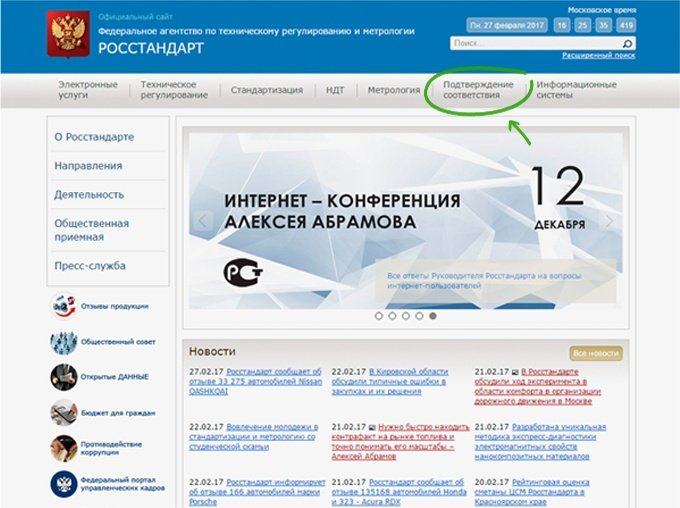 Официальный сайт
Федеральное агентство по техническому регулированию и метрологии
РОССТАНДАРТ
Московское время
Пн. 27 февраля 2017 16 25 35 .419
Поиск...
Расширенный поиск
Электронные услуги
Техническое регулирование
Стандартизация
НДТ
Метрология
Подтверждение соответствия
Информационные системы
О Росстандарте
Направления
Деятельность
Общественная
приемная
Пресс-служба
Отзывы продукции
Общественный совет
Открытые ДАННЫЕ
Бюджет для граждан
Противодействие
коррупции
Федеральный портал
управленческих кадров
ИНТЕРНЕТ – КОНФЕРЕНЦИЯ
АЛЕКСЕЯ АБРАМОВА
12
ДЕКАБРЯ
РСТ
Все ответы Руководителя Росстандарта на вопросы
интернет-пользователей
Новости
Все новости
27.02.17 Росстандарт сообщает об
отзыве 33 275 автомобилей Nissan
QASHKQAI
22.02.17 В Кировской области
обсудили типичные ошибки в
закупках и их решения
21.02.17 В Росстандарте
обсудили ход эксперимента в
области комфорта в организации
дорожного движения в Москве
22.02.17 Вовлечение молодежи в
стандартизации и метрологию со
студенческой скамьи
21.02.17 Нужно быстро находить
контрафакт на рынке топлива и
точно понимать его масштабы –
Алексей Абрамов
21.02.17 Разработана уникальная
методика экспресс-диагностики
электромагнитных свойств
нанокомпозитных материалов
21.02.17 Росстандарт информирует
об отзыве 166 автомобилей марки
Porsche
21.02.17 Росстандарт сообщает об
отзыве 135168 автомобилей Honda
и 323 - Acura RDX
20.02.17 Рейтинговая оценка
сметаны ЦСМ Росстандарта в
Красноярском крае